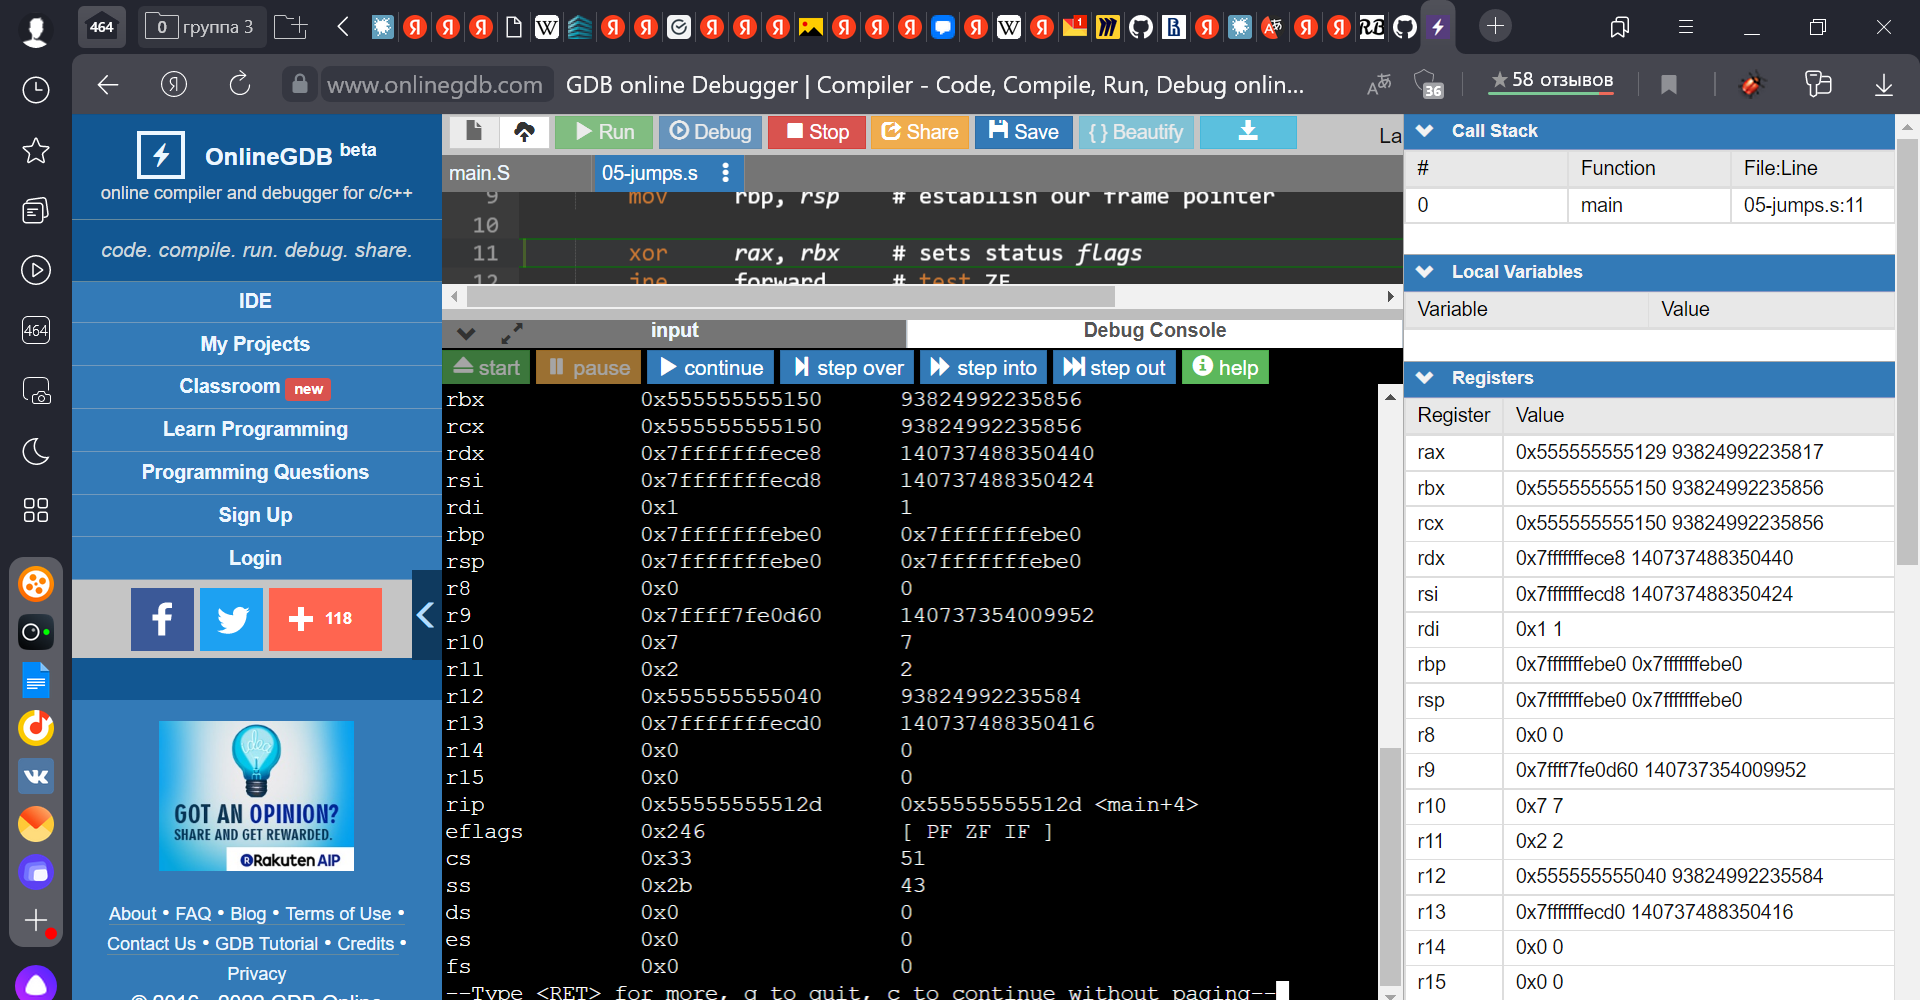 464
0 группа 3
www.onlinegdb.com GDB online Debugger | Compiler - Code, Compile, Run, Debug onlin...
36
★ 58 отзывов
464
OnlineGDB beta
online compiler and debugger for c/c++
code. compile. run. debug. share.
IDE
My Projects
Classroom new
Learn Programming
Programming Questions
Sign Up
Login
118
GOT AN OPINION?
SHARE AND GET REWARDED.
Rakuten AIP
About • FAQ • Blog • Terms of Use •
Contact Us • GDB Tutorial • Credits •
Privacy
Run Debug Stop Share Save {} Beautify La
main.S 05-jumps.s
9 mov rbp, rsp # establish our frame pointer
10
11 xor rax, rbx # sets status flags
12 jne forward # test ZF
input Debug Console
start pause continue step over step into step out help
rbx 0x555555555150 93824992235856
rcx 0x555555555150 93824992235856
rdx 0x7fffffffece8 140737488350440
rsi 0x7fffffffecd8 140737488350424
rdi 0x1 1
rbp 0x7fffffffebe0 0x7fffffffebe0
rsp 0x7fffffffebe0 0x7fffffffebe0
r8 0x0 0
r9 0x7ffff7fe0d60 140737354009952
r10 0x7 7
r11 0x2 2
r12 0x555555555040 93824992235584
r13 0x7fffffffecd0 140737488350416
r14 0x0 0
r15 0x0 0
rip 0x55555555512d 0x55555555512d <main+4>
eflags 0x246 [ PF ZF IF ]
cs 0x33 51
ss 0x2b 43
ds 0x0 0
es 0x0 0
fs 0x0 0
--Type <RET> for more, q to quit, c to continue without paging--
Call Stack
# Function File:Line
0 main 05-jumps.s:11
Local Variables
Variable Value
Registers
Register Value
rax 0x555555555129 93824992235817
rbx 0x555555555150 93824992235856
rcx 0x555555555150 93824992235856
rdx 0x7fffffffece8 140737488350440
rsi 0x7fffffffecd8 140737488350424
rdi 0x1 1
rbp 0x7fffffffebe0 0x7fffffffebe0
rsp 0x7fffffffebe0 0x7fffffffebe0
r8 0x0 0
r9 0x7ffff7fe0d60 140737354009952
r10 0x7 7
r11 0x2 2
r12 0x555555555040 93824992235584
r13 0x7fffffffecd0 140737488350416
r14 0x0 0
r15 0x0 0